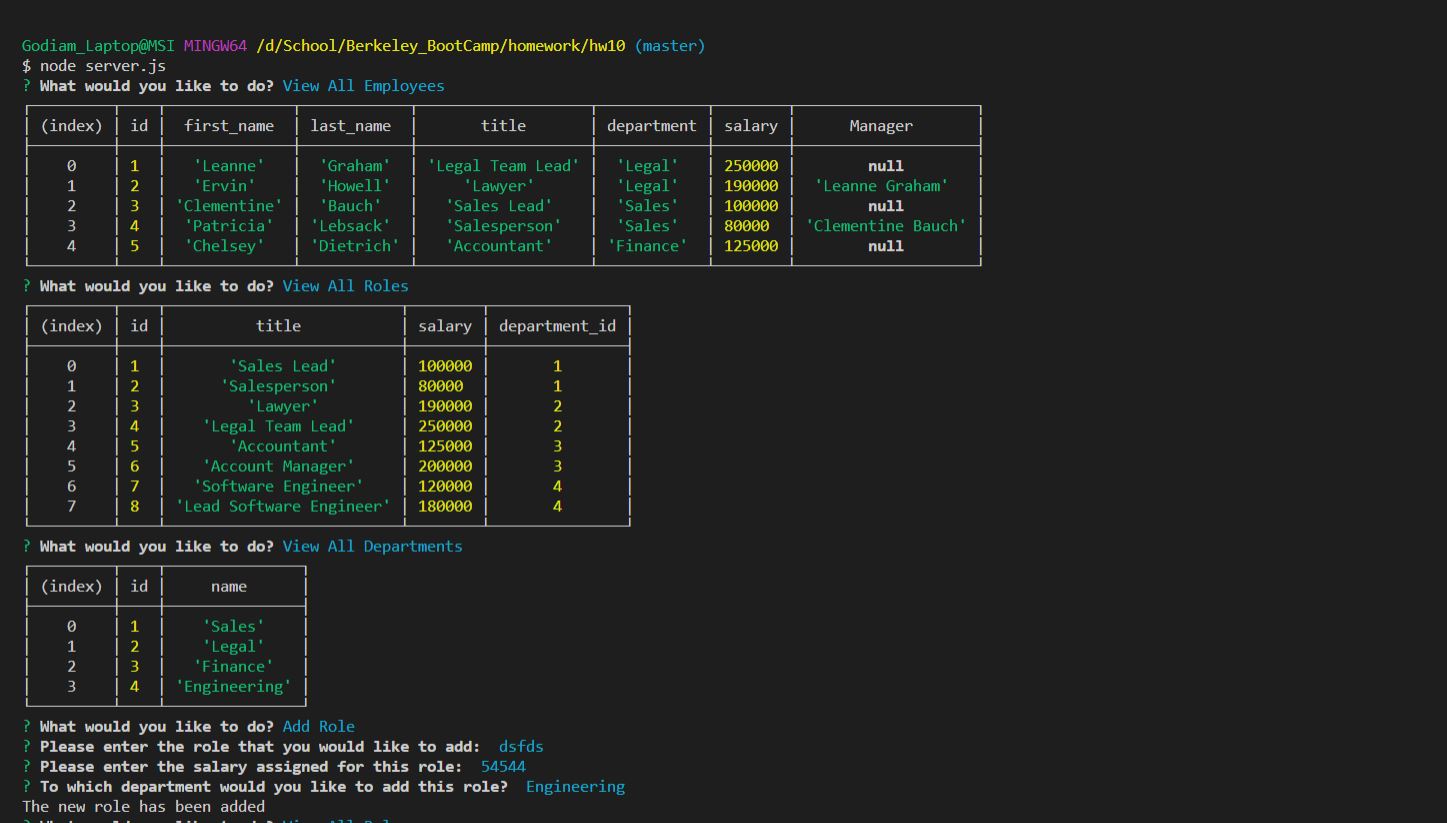 Godiam_Laptop@MSI MINGW64 /d/School/Berkeley_BootCamp/homework/hw10 (master)
$ node server.js
? What would you like to do? View All Employees
(index) id first_name last_name title department salary Manager
0 1 'Leanne' 'Graham' 'Legal Team Lead' 'Legal' 250000 null
1 2 'Ervin' 'Howell' 'Lawyer' 'Legal' 190000 'Leanne Graham'
2 3 'Clementine' 'Bauch' 'Sales Lead' 'Sales' 100000 null
3 4 'Patricia' 'Lebsack' 'Salesperson' 'Sales' 80000 'Clementine Bauch'
4 5 'Chelsey' 'Dietrich' 'Accountant' 'Finance' 125000 null
? What would you like to do? View All Roles
(index) id title salary department_id
0 1 'Sales Lead' 100000 1
1 2 'Salesperson' 80000 1
2 3 'Lawyer' 190000 2
3 4 'Legal Team Lead' 250000 2
4 5 'Accountant' 125000 3
5 6 'Account Manager' 200000 3
6 7 'Software Engineer' 120000 4
7 8 'Lead Software Engineer' 180000 4
? What would you like to do? View All Departments
(index) id name
0 1 'Sales'
1 2 'Legal'
2 3 'Finance'
3 4 'Engineering'
? What would you like to do? Add Role
? Please enter the role that you would like to add: dsfds
? Please enter the salary assigned for this role: 54544
? To which department would you like to add this role? Engineering
The new role has been added